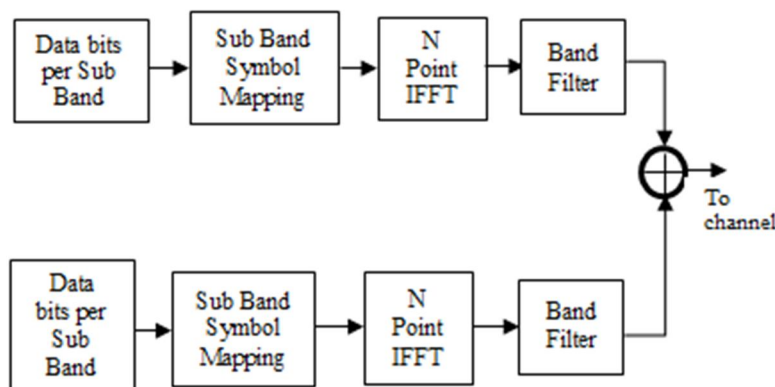 Data bits
per Sub
Band
Sub Band
Symbol
Mapping
N
Point
IFFT
Band
Filter
To
channel
Data
bits per
Sub
Band
Sub Band
Symbol
Mapping
N
Point
IFFT
Band
Filter